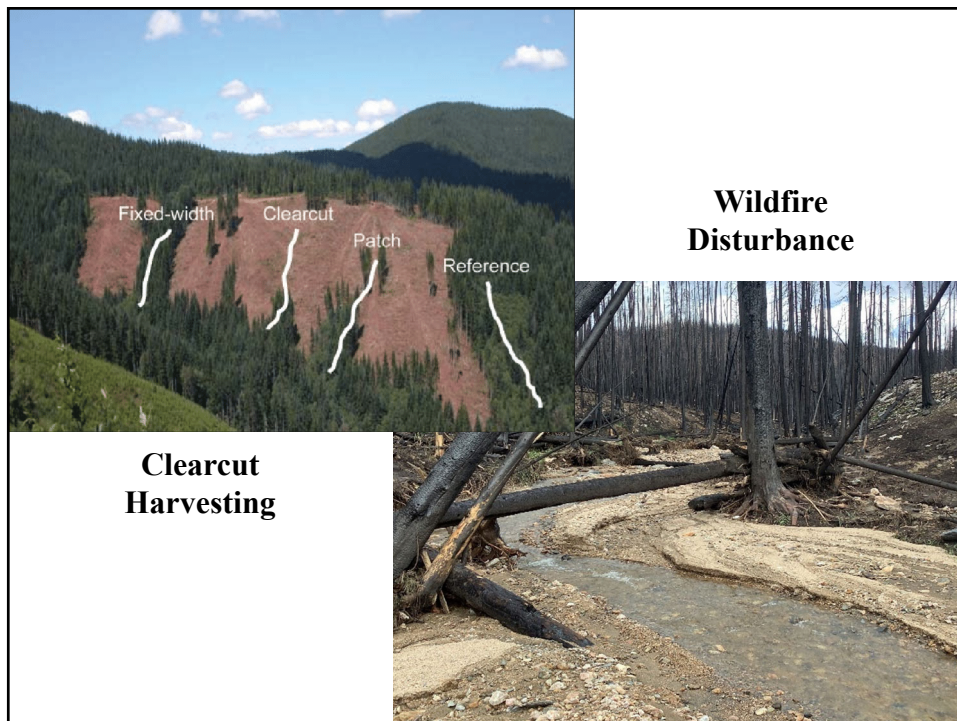 Fixed-width
Clearcut
Patch
Reference
Wildfire
Disturbance
Clearcut
Harvesting